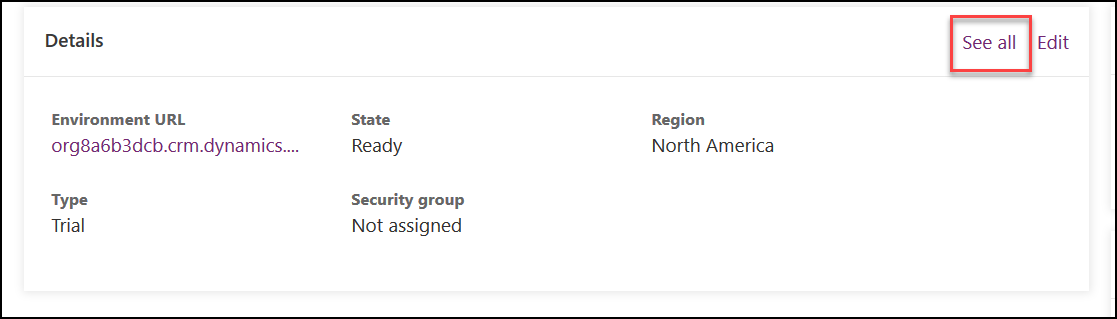 Details
See all Edit
Environment URL State Region
org8a6b3dcb.crm.dynamics.... Ready North America
Type Security group
Trial Not assigned